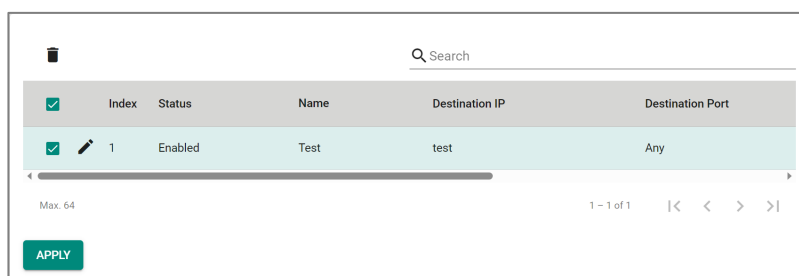 Search
Index Status Name Destination IP Destination Port
1 Enabled Test test Any
Max. 64 1 – 1 of 1
APPLY